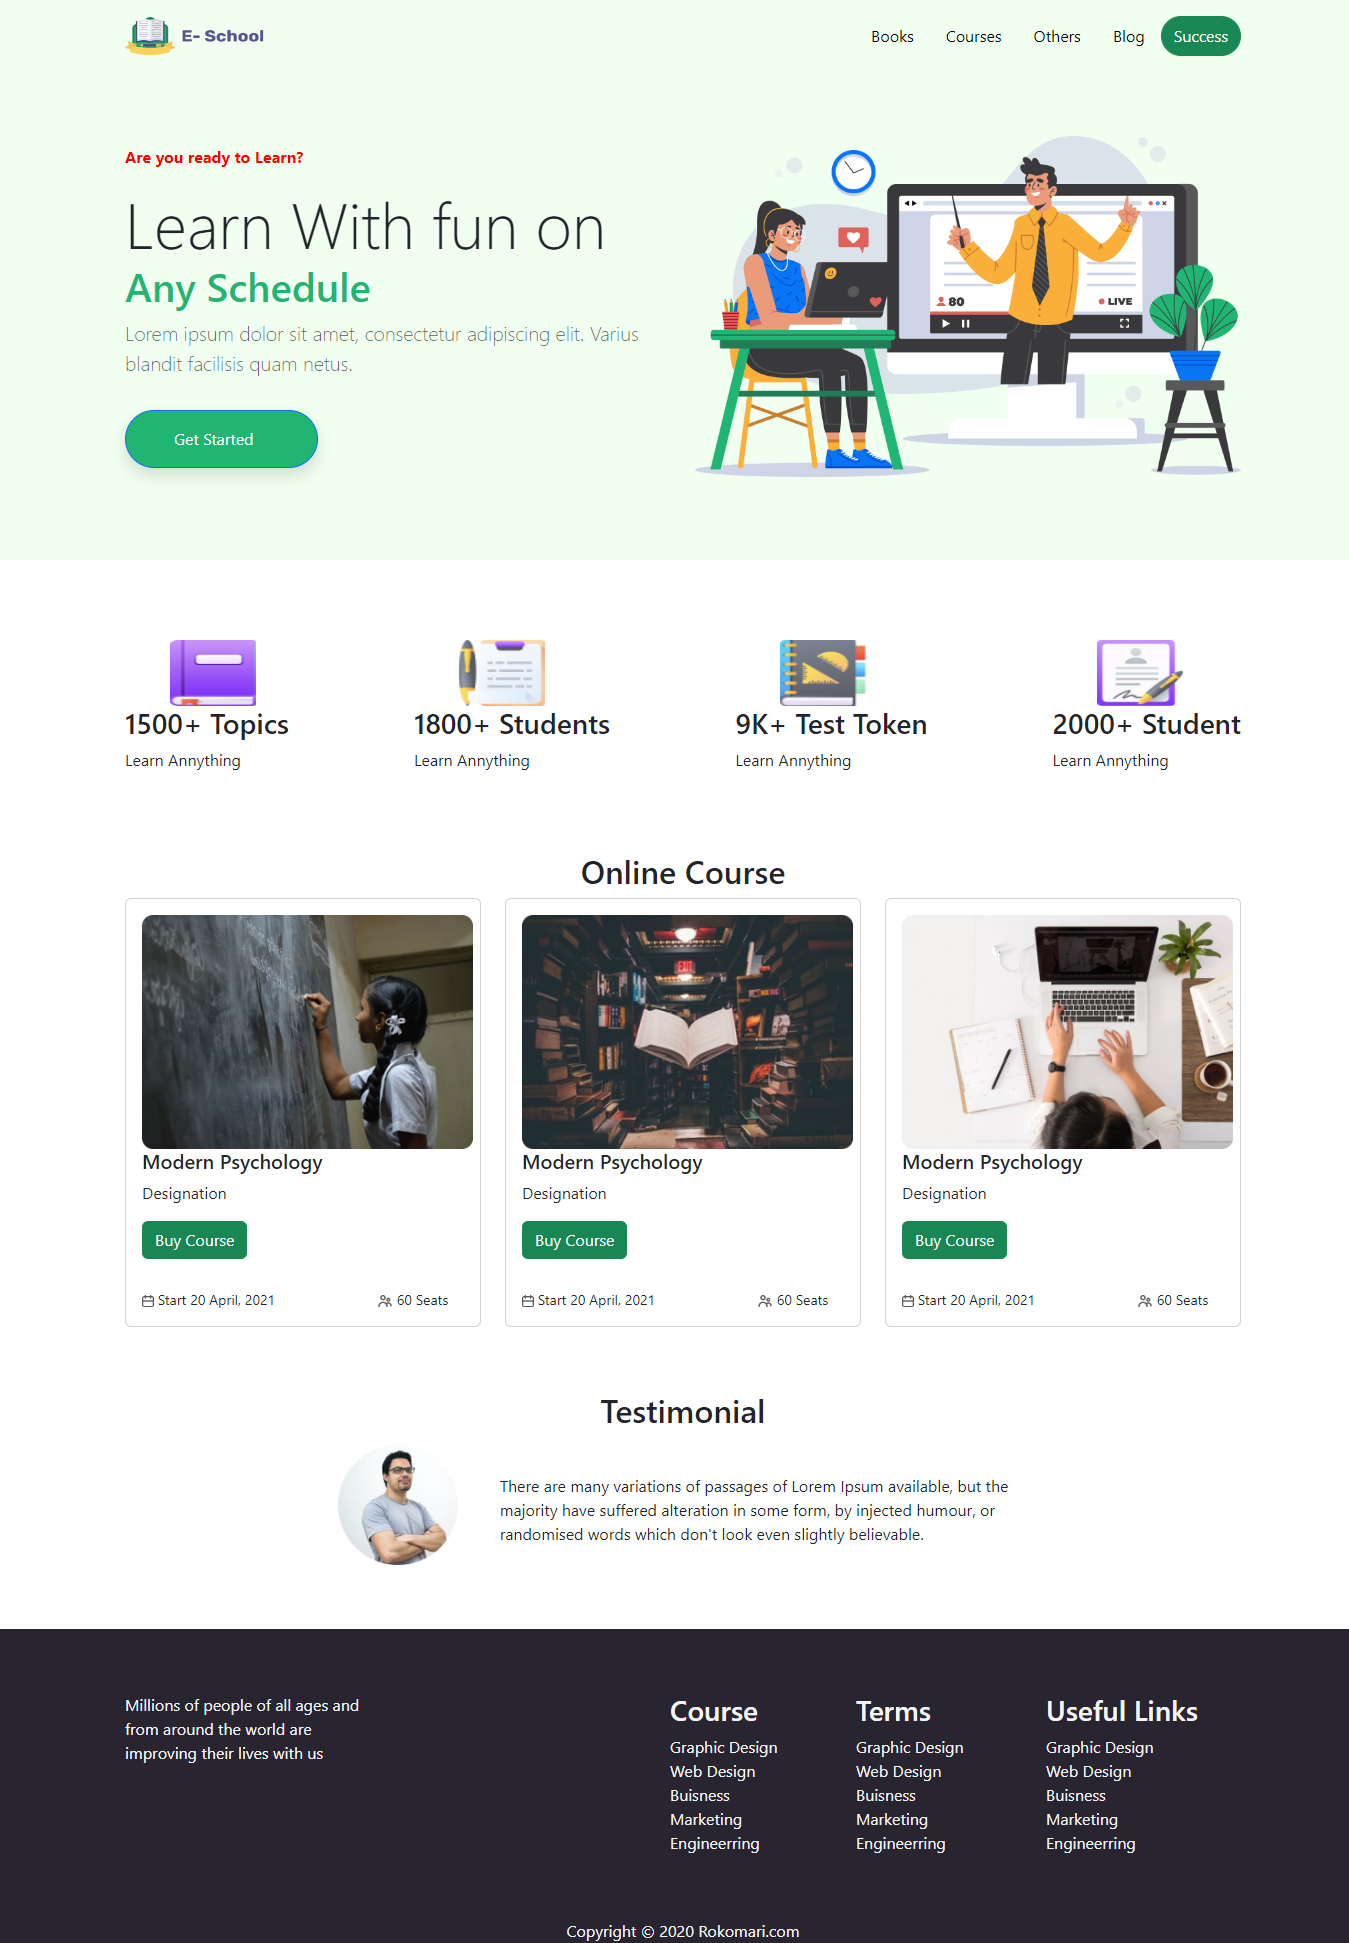 E- School
Books
Courses
Others
Blog
Success
Are you ready to Learn?
Learn With fun on
Any Schedule
Lorem ipsum dolor sit amet, consectetur adipiscing elit. Varius
blandit facilisis quam netus.
Get Started
80
LIVE
1500+ Topics
Learn Annything
1800+ Students
Learn Annything
9K+ Test Token
Learn Annything
2000+ Student
Learn Annything
Online Course
EXIT
Modern Psychology
Designation
Buy Course
Start 20 April, 2021
60 Seats
Modern Psychology
Designation
Buy Course
Start 20 April, 2021
60 Seats
Modern Psychology
Designation
Buy Course
Start 20 April, 2021
60 Seats
Testimonial
There are many variations of passages of Lorem Ipsum available, but the
majority have suffered alteration in some form, by injected humour, or
randomised words which don't look even slightly believable.
Millions of people of all ages and
from around the world are
improving their lives with us
Course
Graphic Design
Web Design
Buisness
Marketing
Engineerring
Terms
Graphic Design
Web Design
Buisness
Marketing
Engineerring
Useful Links
Graphic Design
Web Design
Buisness
Marketing
Engineerring
Copyright © 2020 Rokomari.com